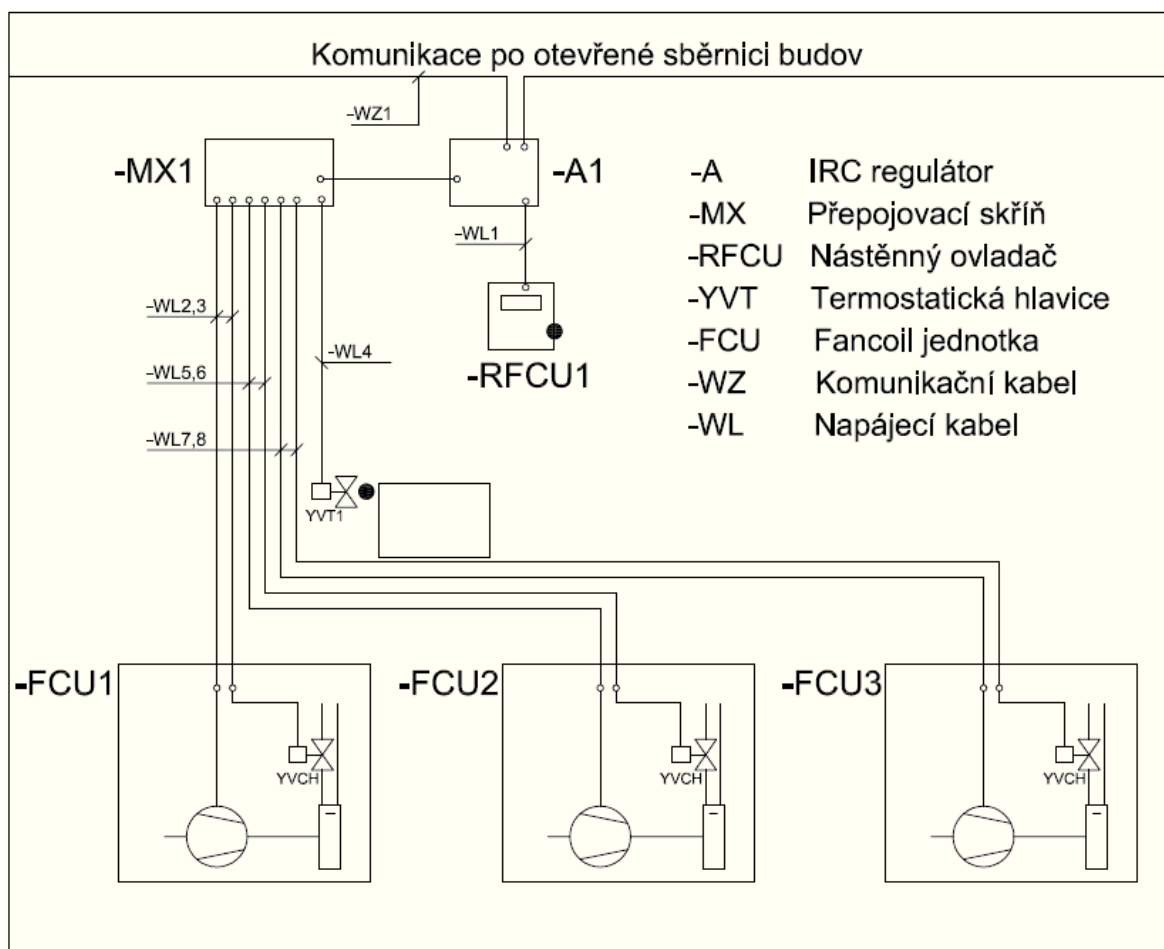 Komunikace po otevřené sběrnici budov
-WZ1
-MX1
-A1
-WL1
-A IRC regulátor
-MX Přepojovací skříň
-RFCU Nástěnný ovladač
-YVT Termostatická hlavice
-FCU Fancoil jednotka
-WZ Komunikační kabel
-WL Napájecí kabel
-WL2,3
-WL4
-RFCU1
-WL5,6
-WL7,8
YVT1
-FCU1
-FCU2
-FCU3
YVCH
YVCH
YVCH